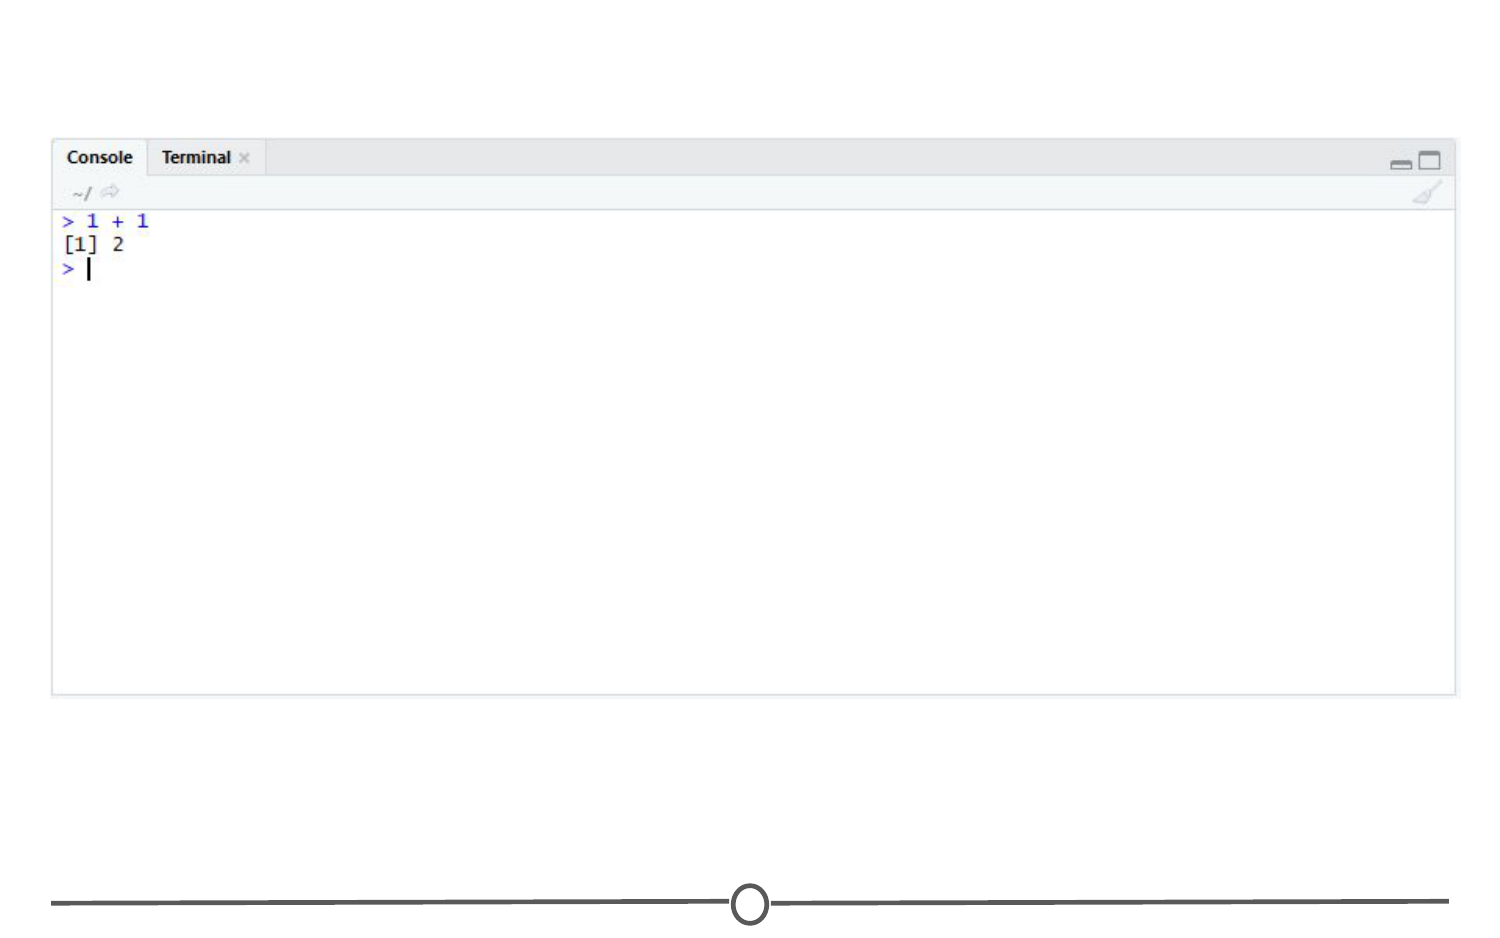 Console Terminal
~/
> 1 + 1
[1] 2
>